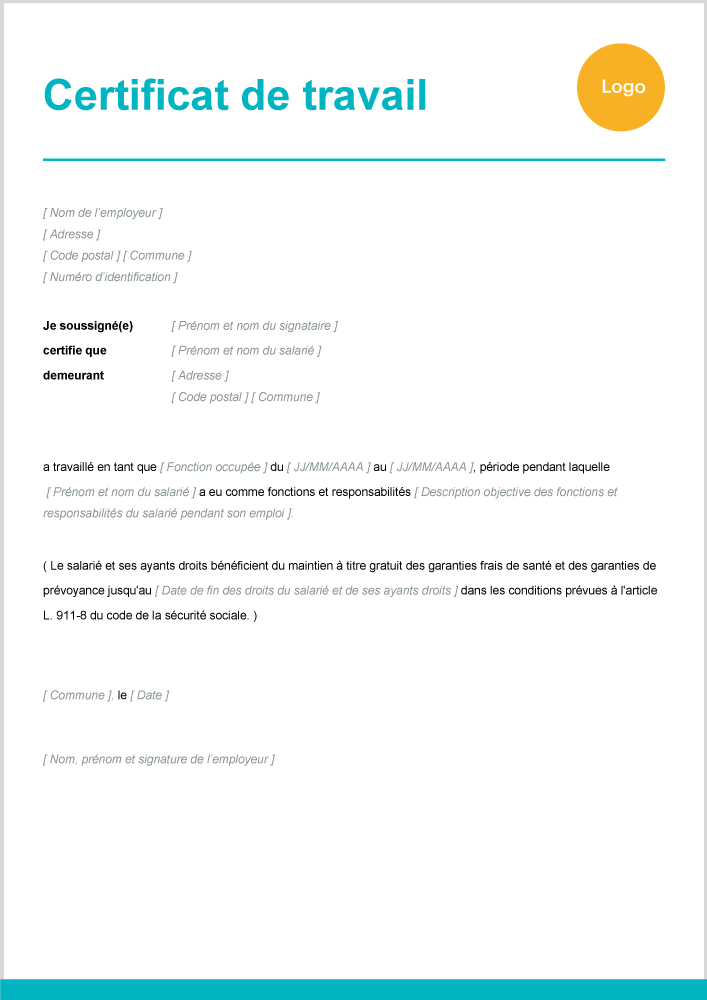 Certificat de travail
Logo
[ Nom de l'employeur ]
[ Adresse ]
[ Code postal ] [ Commune ]
[ Numéro d'identification ]
Je soussigné(e) [ Prénom et nom du signataire ]
certifie que [ Prénom et nom du salarié ]
demeurant [ Adresse ]
[ Code postal ] [ Commune ]
a travaillé en tant que [ Fonction occupée ] du [ JJ/MM/AAAA ] au [ JJ/MM/AAAA ], période pendant laquelle
[ Prénom et nom du salarié ] a eu comme fonctions et responsabilités [ Description objective des fonctions et
responsabilités du salarié pendant son emploi ].
( Le salarié et ses ayants droits bénéficient du maintien à titre gratuit des garanties frais de santé et des garanties de
prévoyance jusqu'au [ Date de fin des droits du salarié et de ses ayants droits ] dans les conditions prévues à l'article
L. 911-8 du code de la sécurité sociale. )
[ Commune ], le [ Date ]
[ Nom, prénom et signature de l'employeur ]